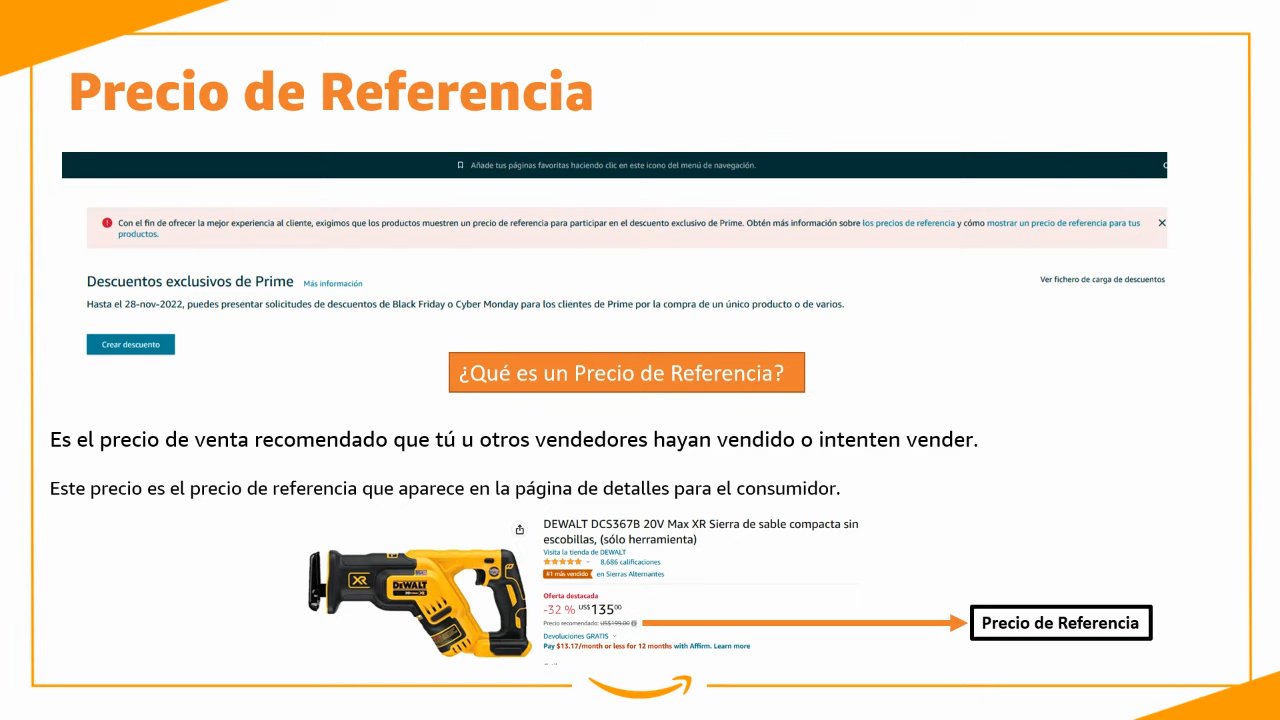 Precio de Referencia
Añade tus páginas favoritas haciendo clic en este icono del menú de navegación.
Con el fin de ofrecer la mejor experiencia al cliente, exigimos que los productos muestren un precio de referencia para participar en el descuento exclusivo de Prime. Obtén más información sobre los precios de referencia y cómo mostrar un precio de referencia para tus
productos.
Descuentos exclusivos de Prime Más información
Ver fichero de carga de descuentos
Hasta el 28-nov-2022, puedes presentar solicitudes de descuentos de Black Friday o Cyber Monday para los clientes de Prime por la compra de un único producto o de varios.
Crear descuento
¿Qué es un Precio de Referencia?
Es el precio de venta recomendado que tú u otros vendedores hayan vendido o intenten vender.
Este precio es el precio de referencia que aparece en la página de detalles para el consumidor.
DEWALT DCS367B 20V Max XR Sierra de sable compacta sin
escobillas, (sólo herramienta)
Visita la tienda de DEWALT
8,686 calificaciones
#1 más vendido en Sierras Alternantes
Oferta destacada
-32 % US$13500
Precio recomendado: US$199.00
Precio de Referencia
Devoluciones GRATIS
Pay $13.17/month or less for 12 months with Affirm. Learn more
XR
DEWALT